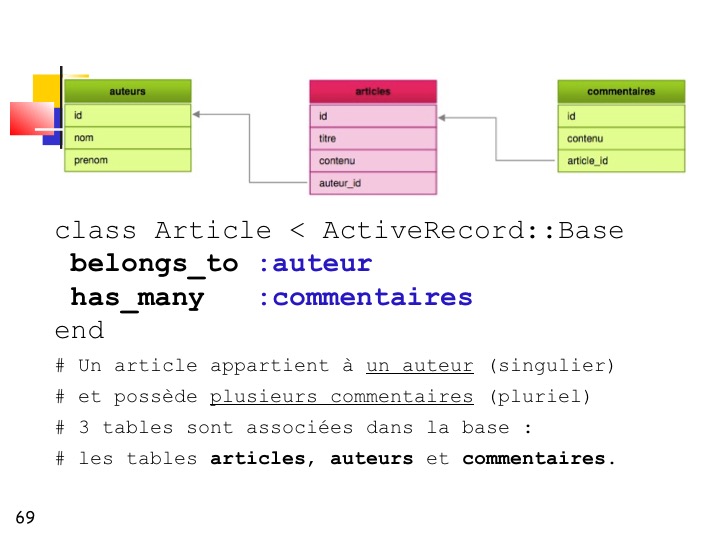 auteurs
id
nom
prenom
articles
id
titre
contenu
auteur_id
commentaires
id
contenu
article_id
class Article < ActiveRecord::Base
belongs_to :auteur
has_many :commentaires
end
# Un article appartient à un auteur (singulier)
# et possède plusieurs commentaires (pluriel)
# 3 tables sont associées dans la base :
# les tables articles, auteurs et commentaires.
69